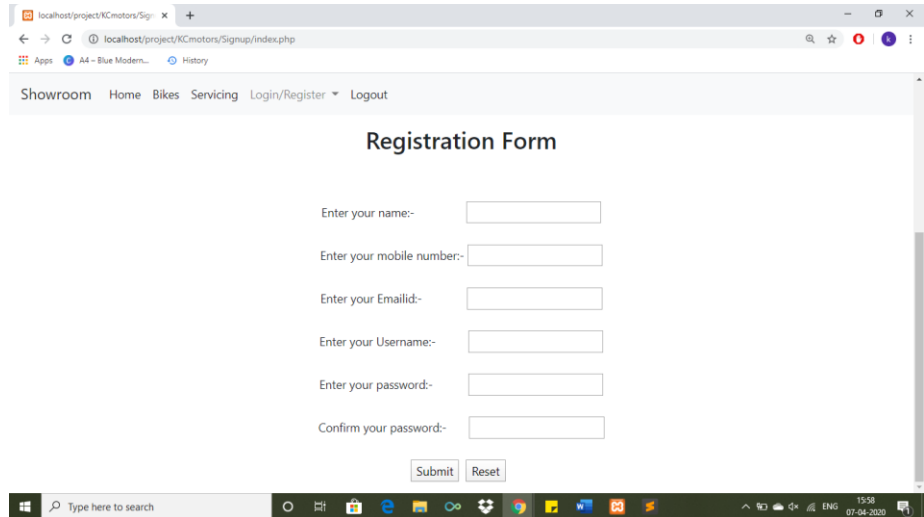 localhost/project/KCmotors/Sign
localhost/project/KCmotors/Signup/index.php
Apps A4 – Blue Modern... History
Showroom Home Bikes Servicing Login/Register Logout
Registration Form
Enter your name:-
Enter your mobile number:-
Enter your Emailid:-
Enter your Username:-
Enter your password:-
Confirm your password:-
Submit Reset
Type here to search
ENG
15:58
07-04-2020